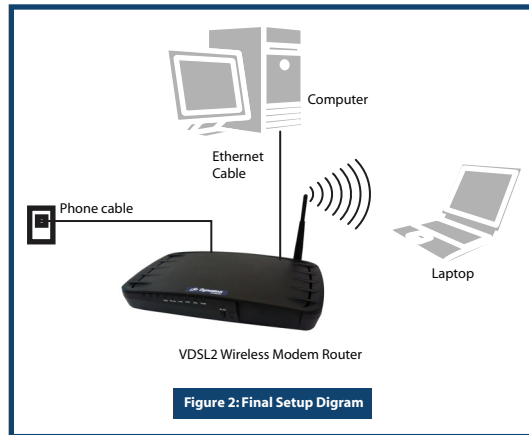 Computer
Ethernet
Cable
Phone cable
Laptop
VDSL2 Wireless Modem Router
Figure 2: Final Setup Digram